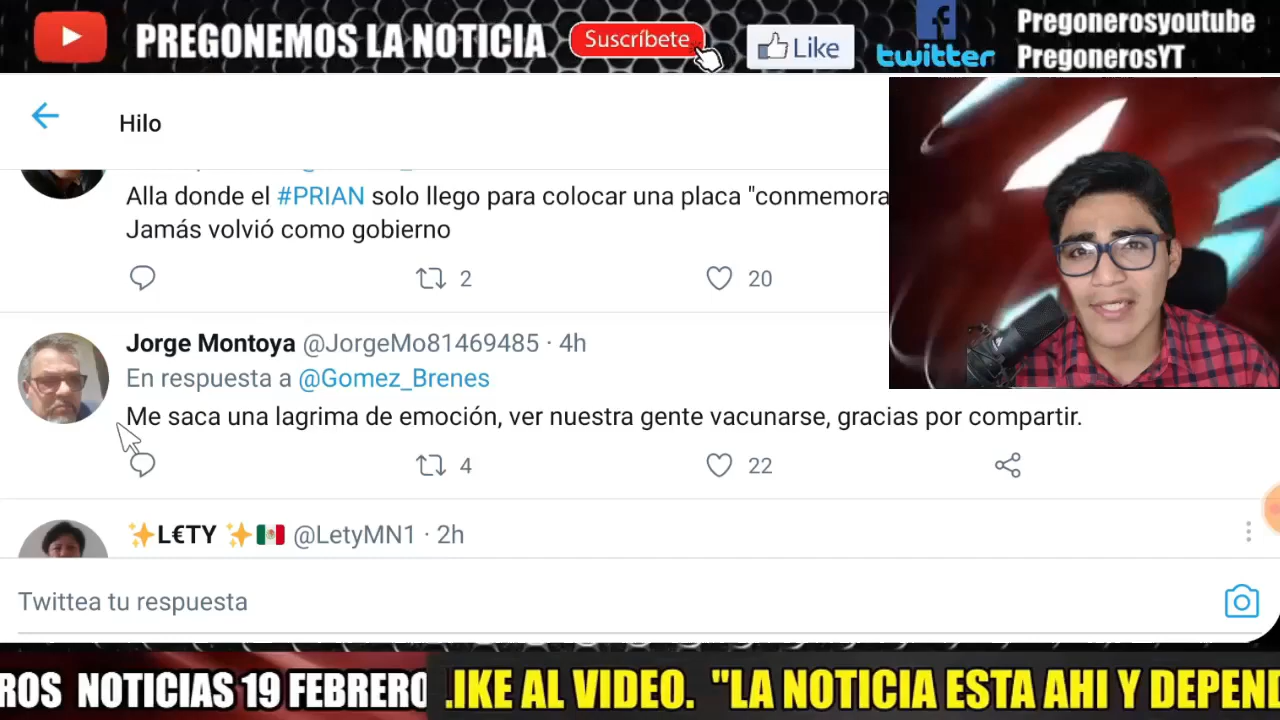 PREGONEMOS LA NOTICIA
Suscríbete
Like
twitter
Pregonerosyoutube
PregonerosYT
Hilo
Alla donde el #PRIAN solo llego para colocar una placa "conmemora
Jamás volvió como gobierno
2
20
Jorge Montoya @JorgeMo81469485 · 4h
En respuesta a @Gomez_Brenes
Me saca una lagrima de emoción, ver nuestra gente vacunarse, gracias por compartir.
4
22
L€TY @LetyMN1 · 2h
Twittea tu respuesta
ROS NOTICIAS 19 FEBRERO
.IKE AL VIDEO. "LA NOTICIA ESTA AHI Y DEPEND